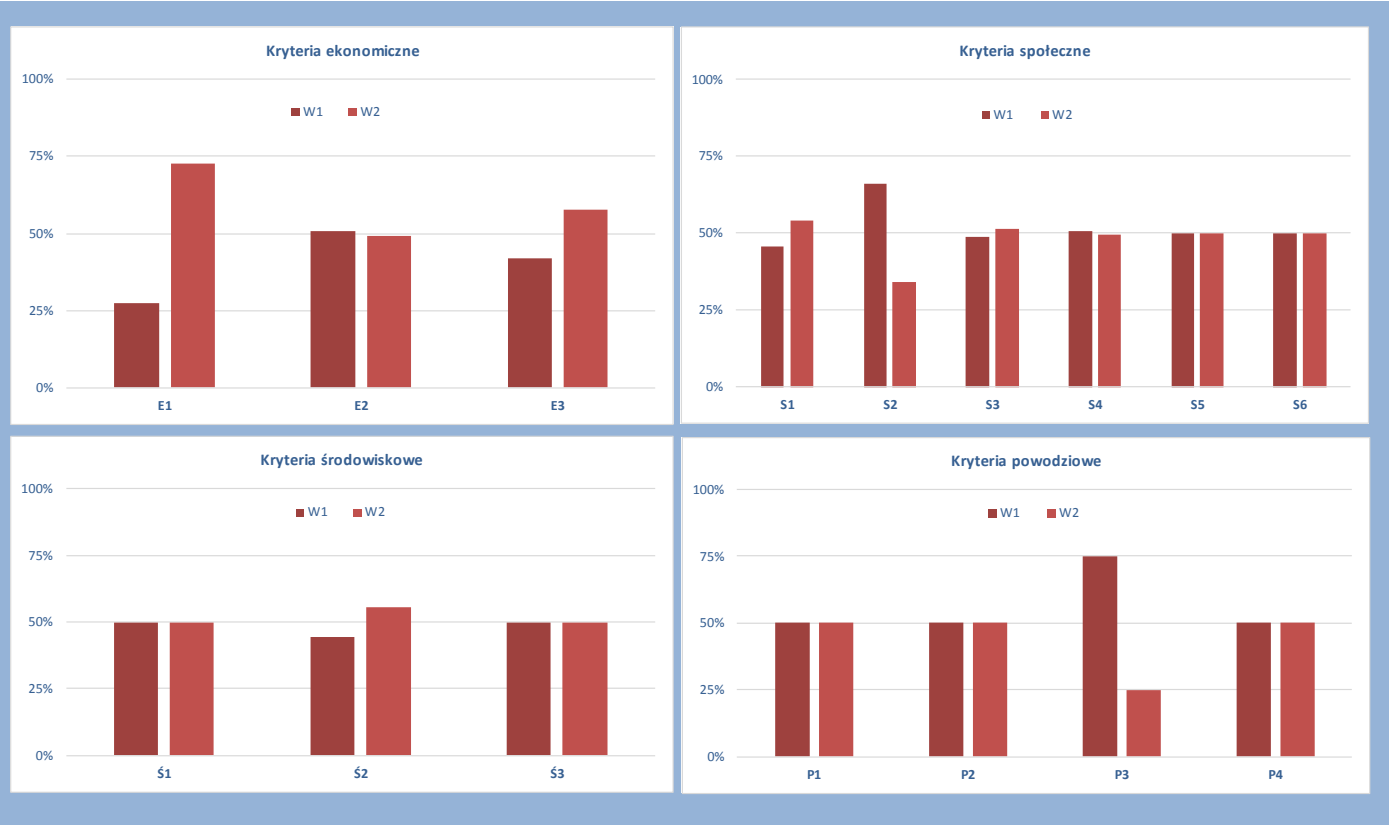 Kryteria ekonomiczne
100%
W1 W2
75%
50%
25%
0%
E1 E2 E3
Kryteria społeczne
100%
W1 W2
75%
50%
25%
0%
S1 S2 S3 S4 S5 S6
Kryteria środowiskowe
100%
W1 W2
75%
50%
25%
0%
Ś1 Ś2 Ś3
Kryteria powodziowe
100%
W1 W2
75%
50%
25%
0%
P1 P2 P3 P4